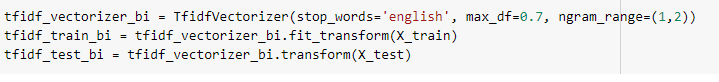 tfidf_vectorizer_bi = TfidfVectorizer(stop_words='english', max_df=0.7, ngram_range=(1,2))
tfidf_train_bi = tfidf_vectorizer_bi.fit_transform(X_train)
tfidf_test_bi = tfidf_vectorizer_bi.transform(X_test)